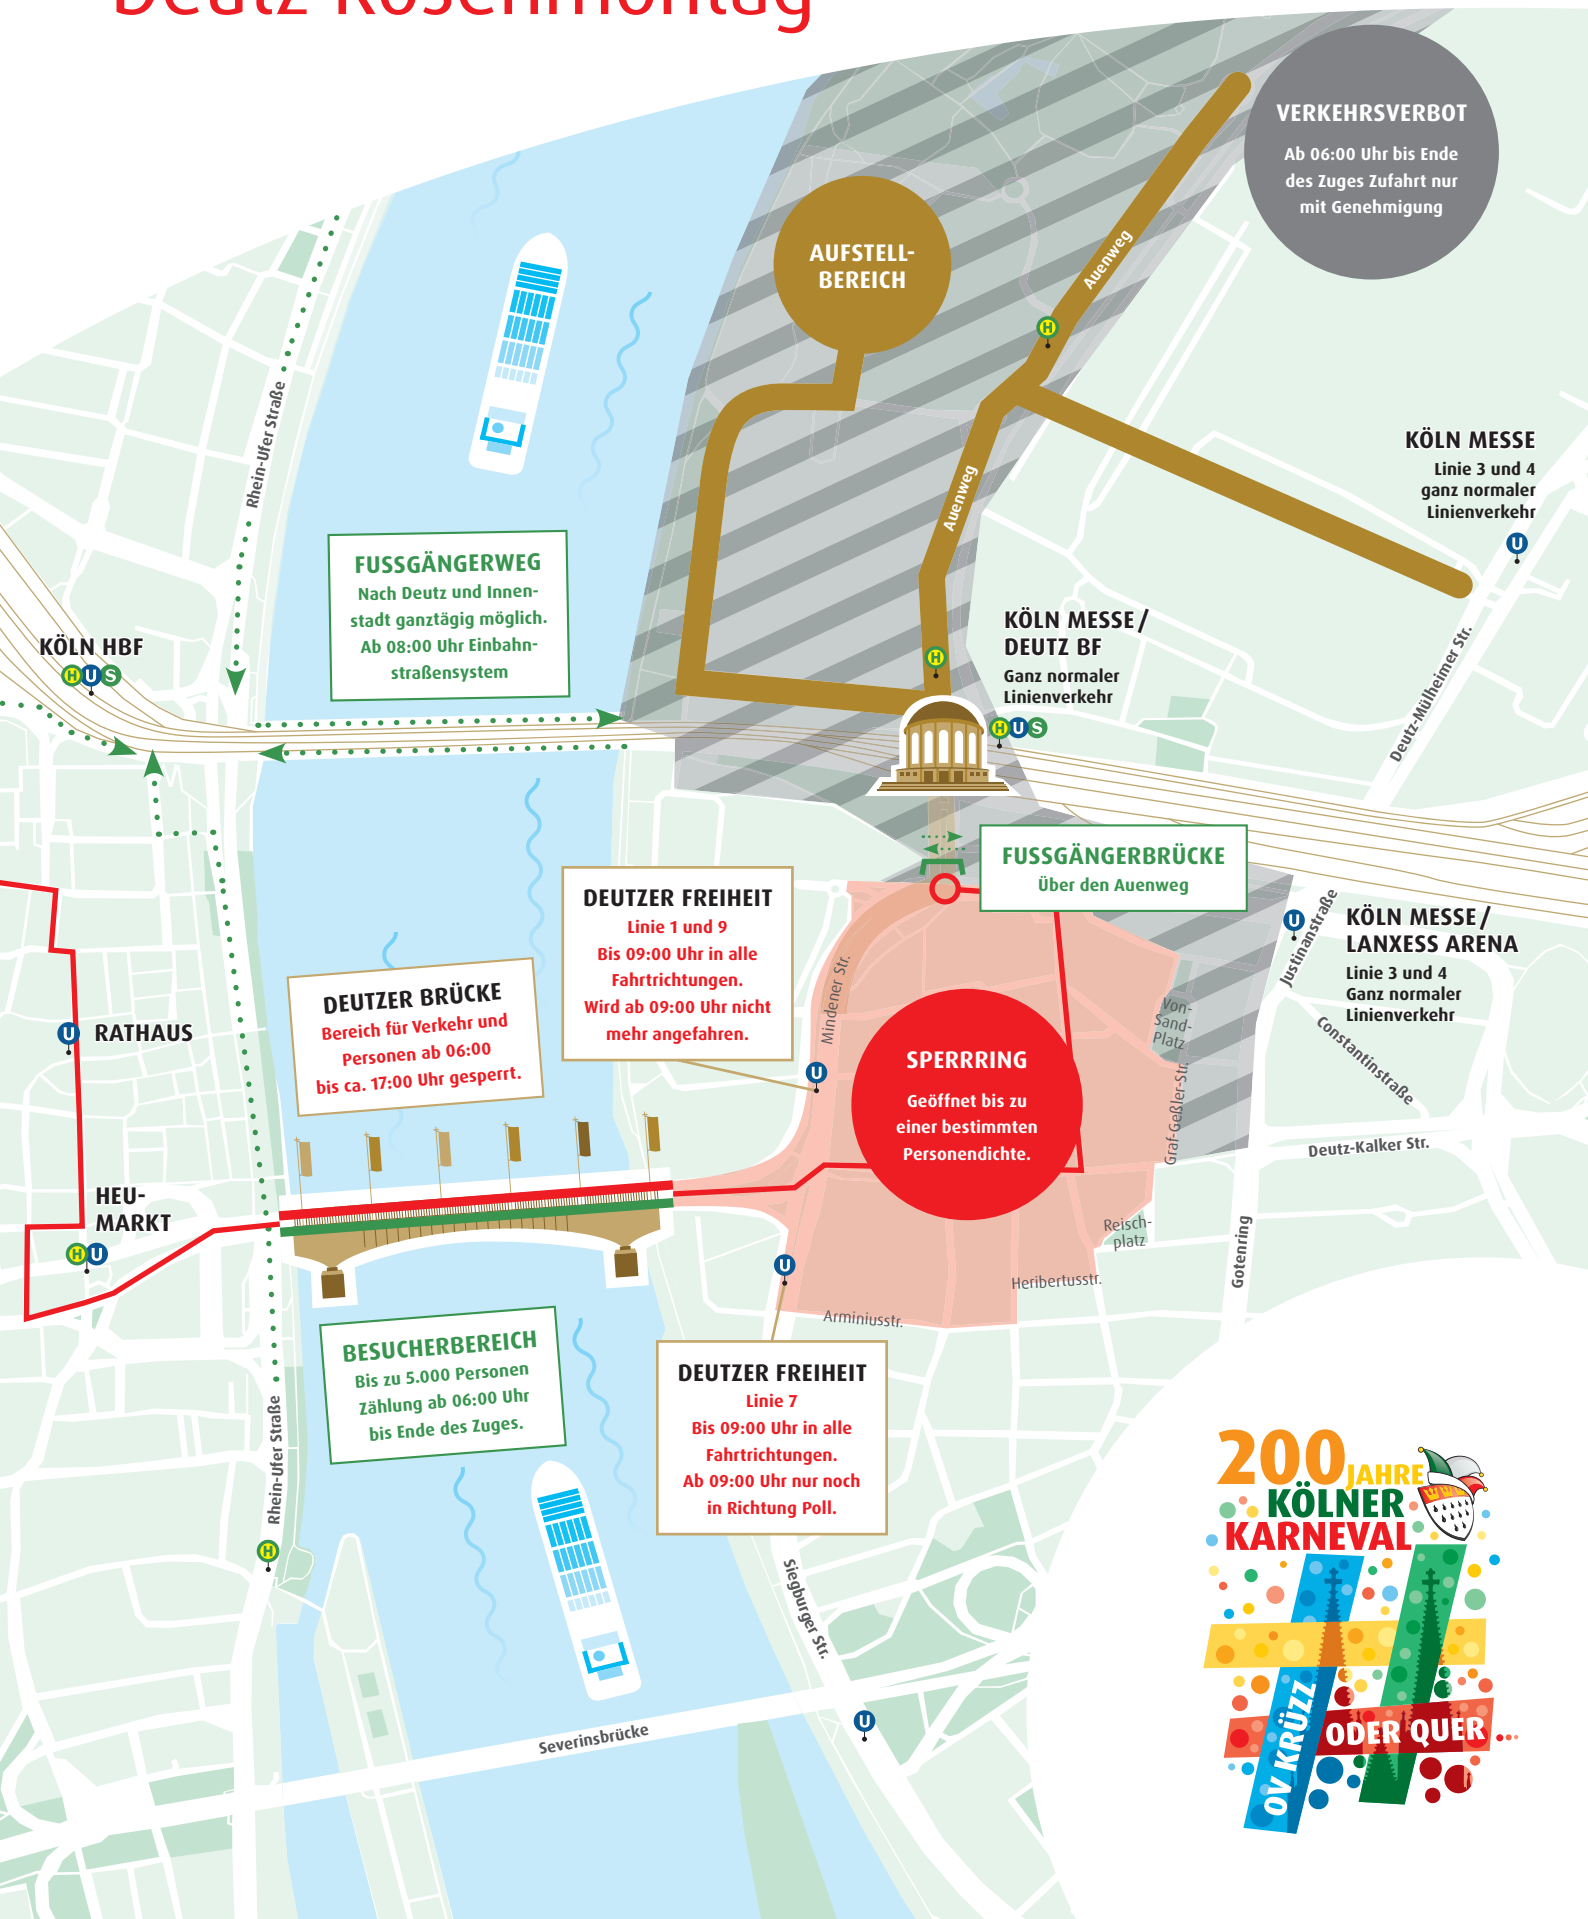 Deutz Rosenmontag
VERKEHRSVERBOT
Ab 06:00 Uhr bis Ende
des Zuges Zufahrt nur
mit Genehmigung
AUFSTELL-
BEREICH
Auenweg
Rhein-Ufer Straße
H
KÖLN MESSE
Linie 3 und 4
ganz normaler
Linienverkehr
U
Auenweg
FUSSGÄNGERWEG
Nach Deutz und Innen-
stadt ganztägig möglich.
Ab 08:00 Uhr Einbahn-
straßensystem
KÖLN HBF
H U S
KÖLN MESSE/
DEUTZ BF
Ganz normaler
Linienverkehr
H U S
H
Deutz-Mülheimer Str.
FUSSGÄNGERBRÜCKE
Über den Auenweg
DEUTZER FREIHEIT
Linie 1 und 9
Bis 09:00 Uhr in alle
Fahrtrichtungen.
Wird ab 09:00 Uhr nicht
mehr angefahren.
U
KÖLN MESSE/
LANXESS ARENA
Linie 3 und 4
Ganz normaler
Linienverkehr
Justinianstraße
Constantinstraße
DEUTZER BRÜCKE
Bereich für Verkehr und
Personen ab 06:00
bis ca. 17:00 Uhr gesperrt.
Mindener Str.
Von-
Sand-
Platz
U
RATHAUS
U
SPERRRING
Geöffnet bis zu
einer bestimmten
Personendichte.
Graf-Geßler-Str.
Deutz-Kalker Str.
HEU-
MARKT
H U
Reisch-
platz
Gotenring
U
Heribertusstr.
Arminiusstr.
BESUCHERBEREICH
Bis zu 5.000 Personen
Zählung ab 06:00 Uhr
bis Ende des Zuges.
DEUTZER FREIHEIT
Linie 7
Bis 09:00 Uhr in alle
Fahrtrichtungen.
Ab 09:00 Uhr nur noch
in Richtung Poll.
Rhein-Ufer Straße
H
Siegburger Str.
U
Severinsbrücke
200 JAHRE
KÖLNER
KARNEVAL
OV KRÜZZ
ODER QUER